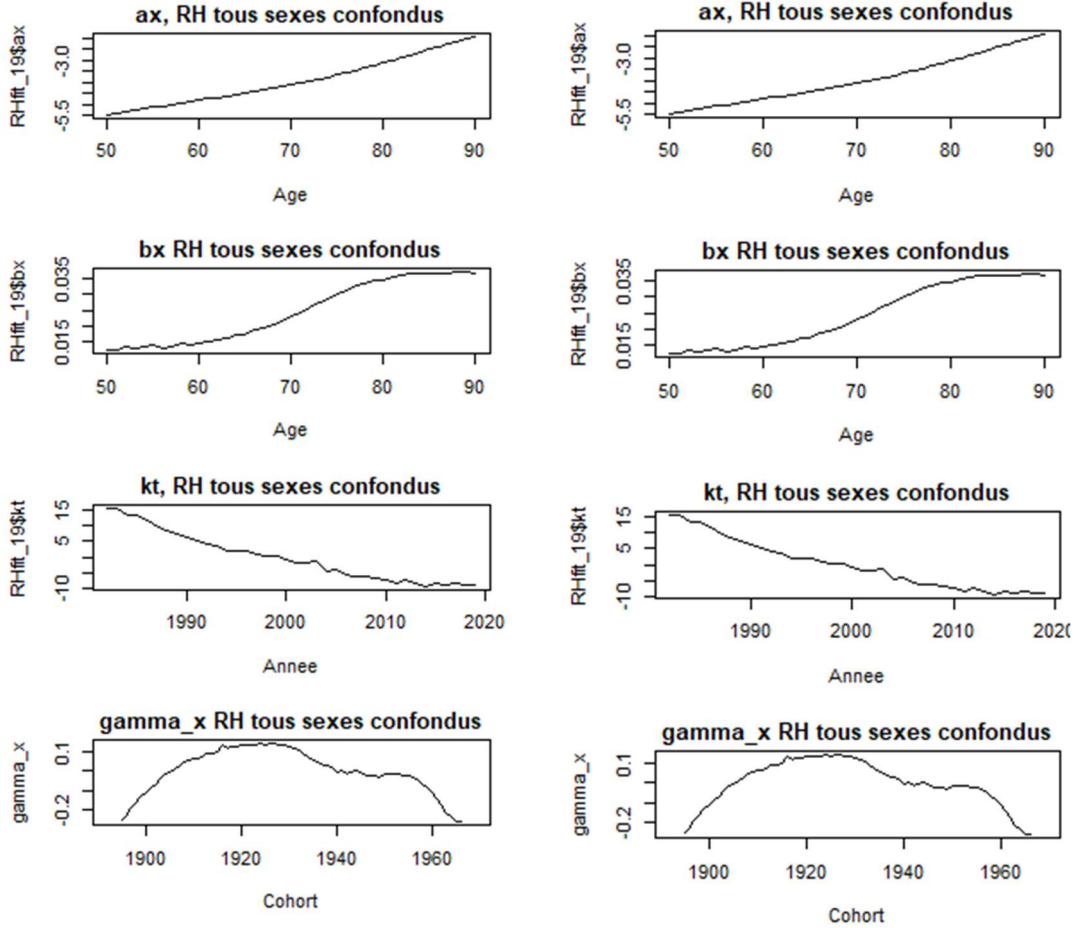 ax, RH tous sexes confondus
RHfit_19$ax
-3.0
-5.5
50 60 70 80 90
Age
bx RH tous sexes confondus
RHfit_19$bx
0.035
0.015
50 60 70 80 90
Age
kt, RH tous sexes confondus
RHfit_19$kt
15
5
-10
1990 2000 2010 2020
Annee
gamma_x RH tous sexes confondus
gamma_x
0.1
-0.2
1900 1920 1940 1960
Cohort
ax, RH tous sexes confondus
RHfit_19$ax
-3.0
-5.5
50 60 70 80 90
Age
bx RH tous sexes confondus
RHfit_19$bx
0.035
0.015
50 60 70 80 90
Age
kt, RH tous sexes confondus
RHfit_19$kt
15
5
-10
1990 2000 2010 2020
Annee
gamma_x RH tous sexes confondus
gamma_x
0.1
-0.2
1900 1920 1940 1960
Cohort